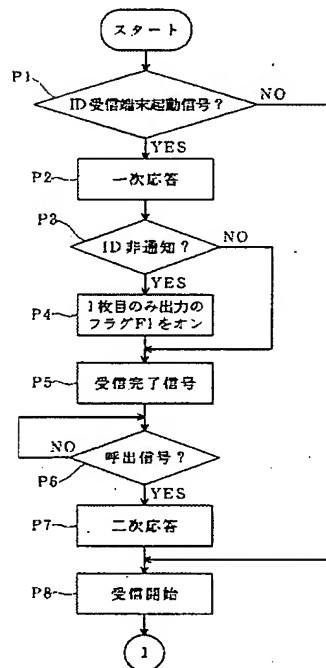 スタート
P1
ID受信端末起動信号?
NO
YES
P2
一次応答
P3
ID非通知?
NO
YES
P4
1枚目のみ出力の
フラグF1をオン
P5
受信完了信号
NO
呼出信号?
P6
YES
P7
二次応答
P8
受信開始
1